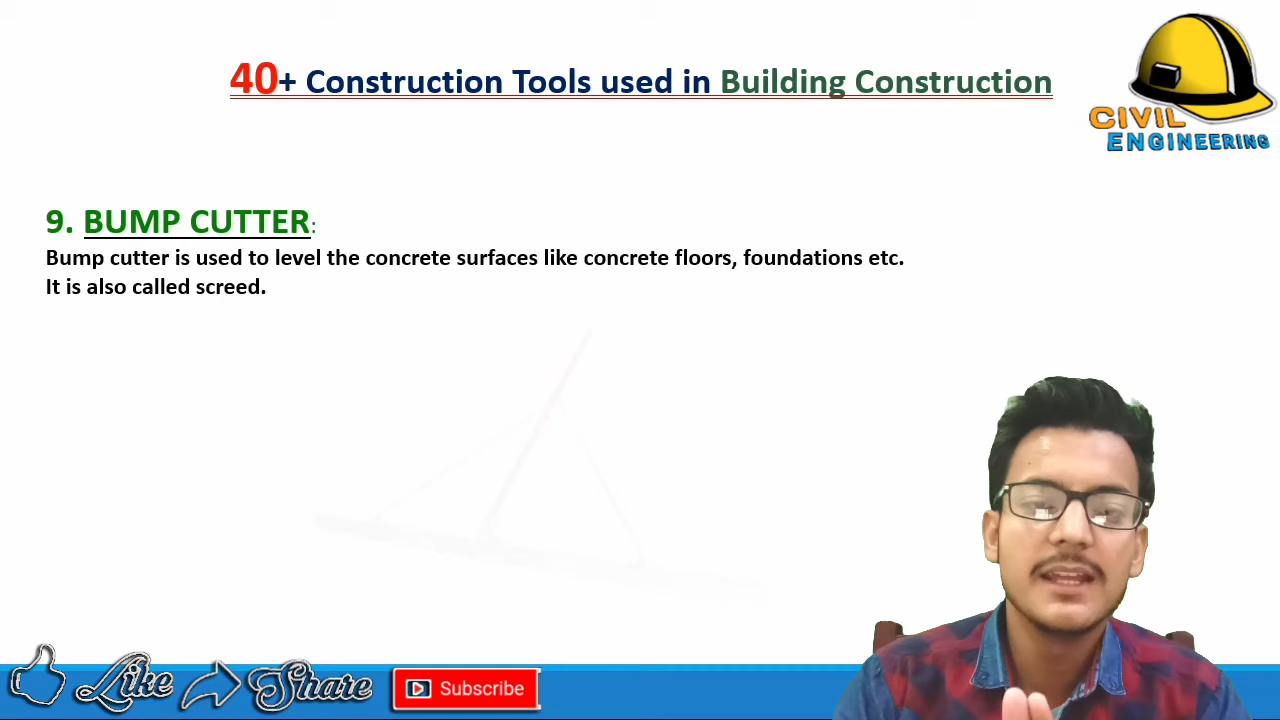 40+ Construction Tools used in Building Construction
CIVIL
ENGINEERING
9. BUMP CUTTER:
Bump cutter is used to level the concrete surfaces like concrete floors, foundations etc.
It is also called screed.
Like Share Subscribe